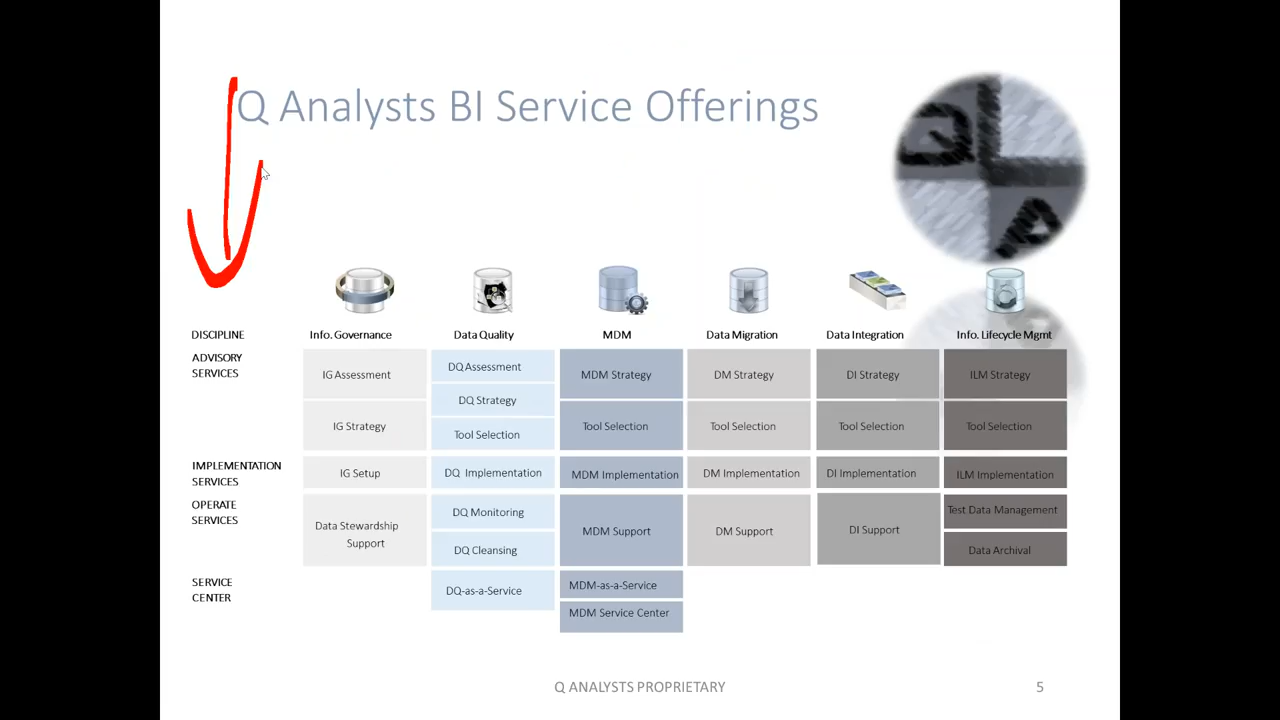 Q Analysts BI Service Offerings
Q
A
DISCIPLINE Info. Governance Data Quality MDM Data Migration Data Integration Info. Lifecycle Mgmt
ADVISORY
SERVICES
IG Assessment DQ Assessment MDM Strategy DM Strategy DI Strategy ILM Strategy
DQ Strategy
IG Strategy Tool Selection Tool Selection Tool Selection Tool Selection Tool Selection
IMPLEMENTATION
SERVICES
IG Setup DQ Implementation MDM Implementation DM Implementation DI Implementation ILM Implementation
OPERATE
SERVICES
Data Stewardship
Support
DQ Monitoring
DQ Cleansing
MDM Support DM Support DI Support
Test Data Management
Data Archival
SERVICE
CENTER
DQ-as-a-Service
MDM-as-a-Service
MDM Service Center
Q ANALYSTS PROPRIETARY 5